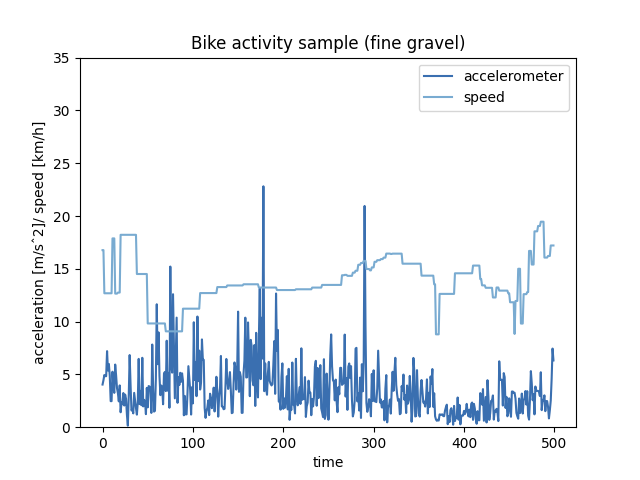 Bike activity sample (fine gravel)
accelerometer
speed
35
30
25
20
15
10
5
0
acceleration [m/s^2]/ speed [km/h]
0 100 200 300 400 500
time